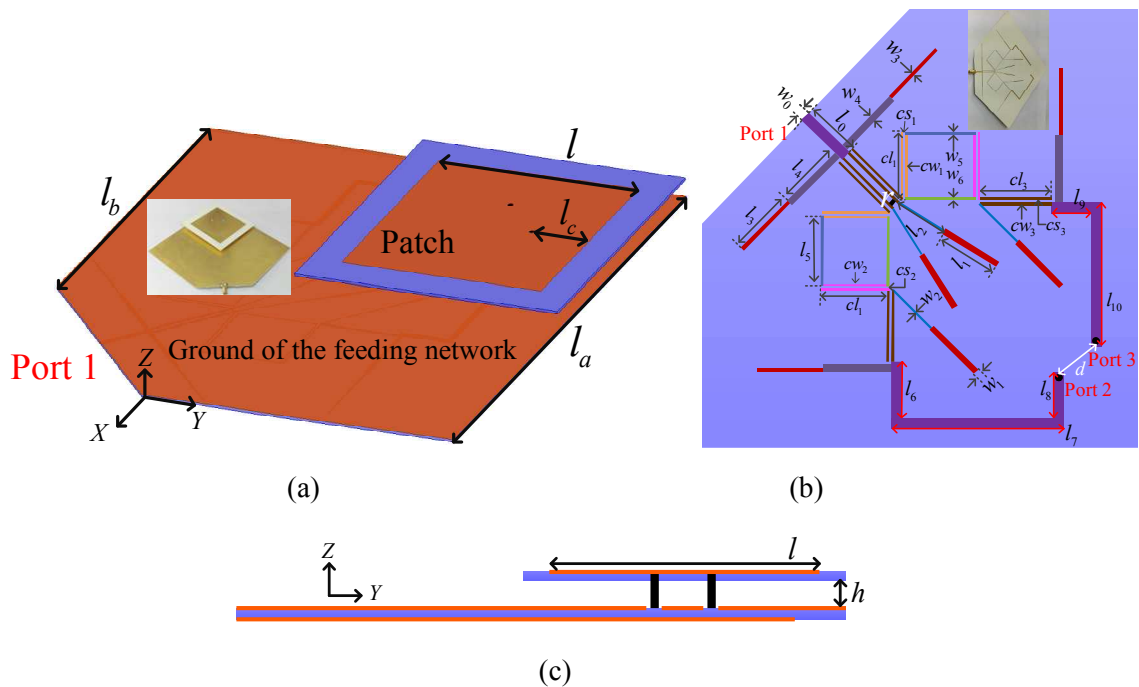 l
l_b
l_c
Patch
Ground of the feeding network
l_a
Port 1
Z
Y
X
(a)
w_3
w_4
w_0
l_0
Port 1
cs_1
cl_1
cw_1
w_5
w_6
cl_3
l_4
l_3
r
l_2
l_1
cw_3
cs_3
l_9
l_5
cw_2
cs_2
cl_1
w_2
w_1
l_10
Port 3
d
Port 2
l_8
l_6
l_7
(b)
Z
Y
l
h
(c)